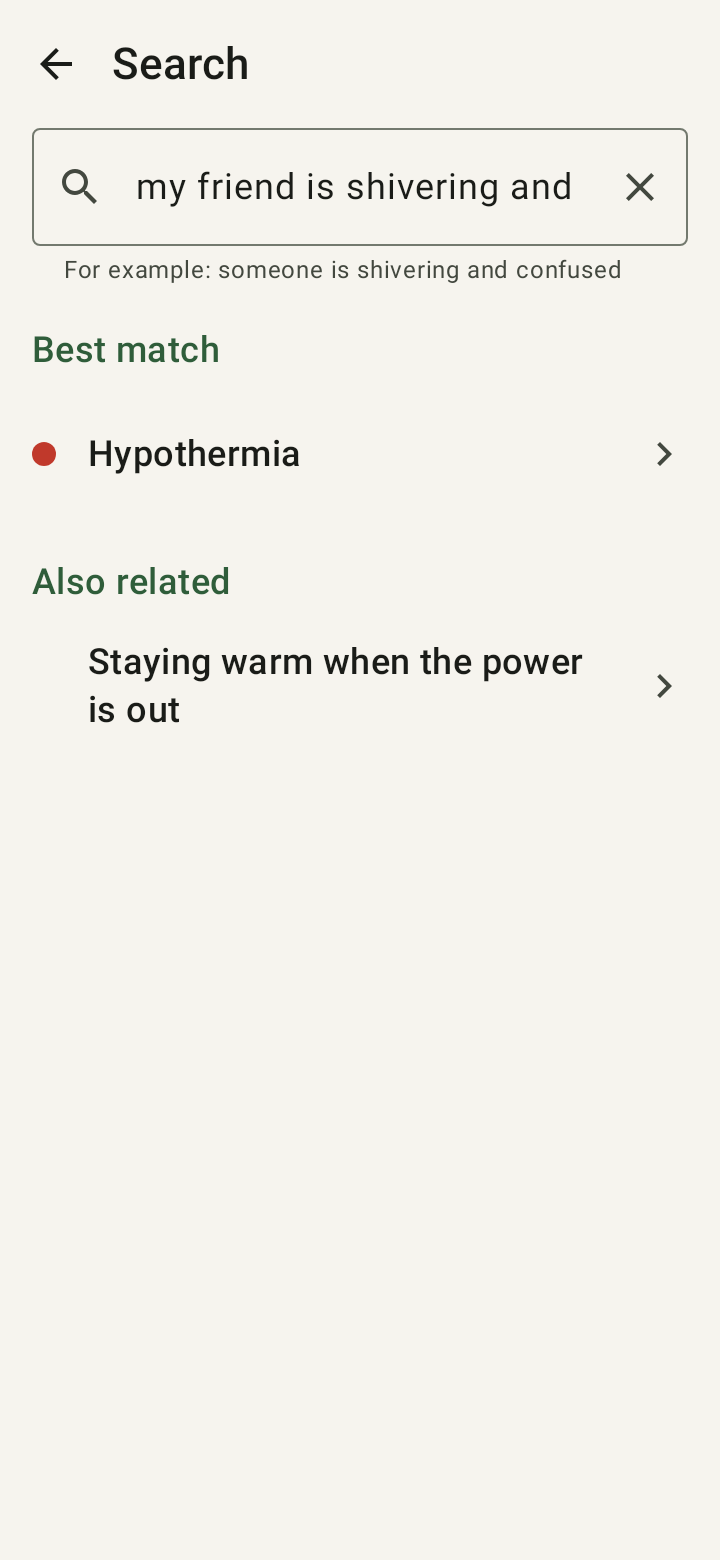 Search
my friend is shivering and
For example: someone is shivering and confused
Best match
Hypothermia
Also related
Staying warm when the power
is out